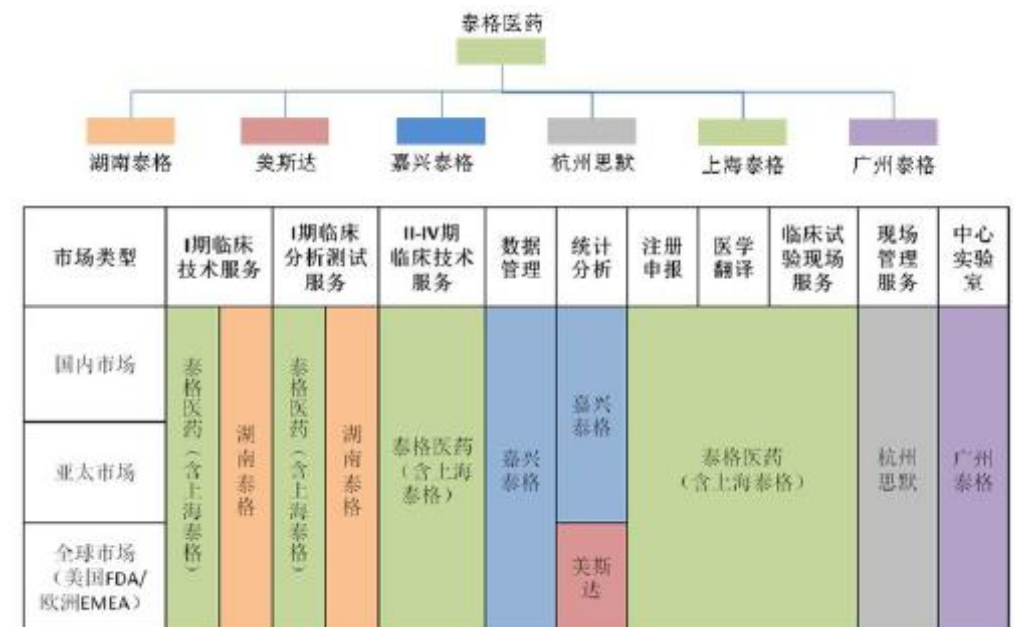 泰格医药
湖南泰格
美斯达
嘉兴泰格
杭州思默
上海泰格
广州泰格
市场类型
I期临床
技术服务
I期临床
分析测试
服务
II-IV期
临床技术
服务
数据
管理
统计
分析
注册
申报
医学
翻译
临床试
验现场
服务
现场
管理
服务
中心
实验
室
国内市场
亚太市场
全球市场
（美国FDA/
欧洲EMEA）
泰格医药（含上海泰格）
湖南泰格
泰格医药（含上海泰格）
湖南泰格
泰格医药
（含上海
泰格）
嘉兴
泰格
嘉兴
泰格
美斯
达
泰格医药
（含上海泰格）
杭州
思默
广州
泰格